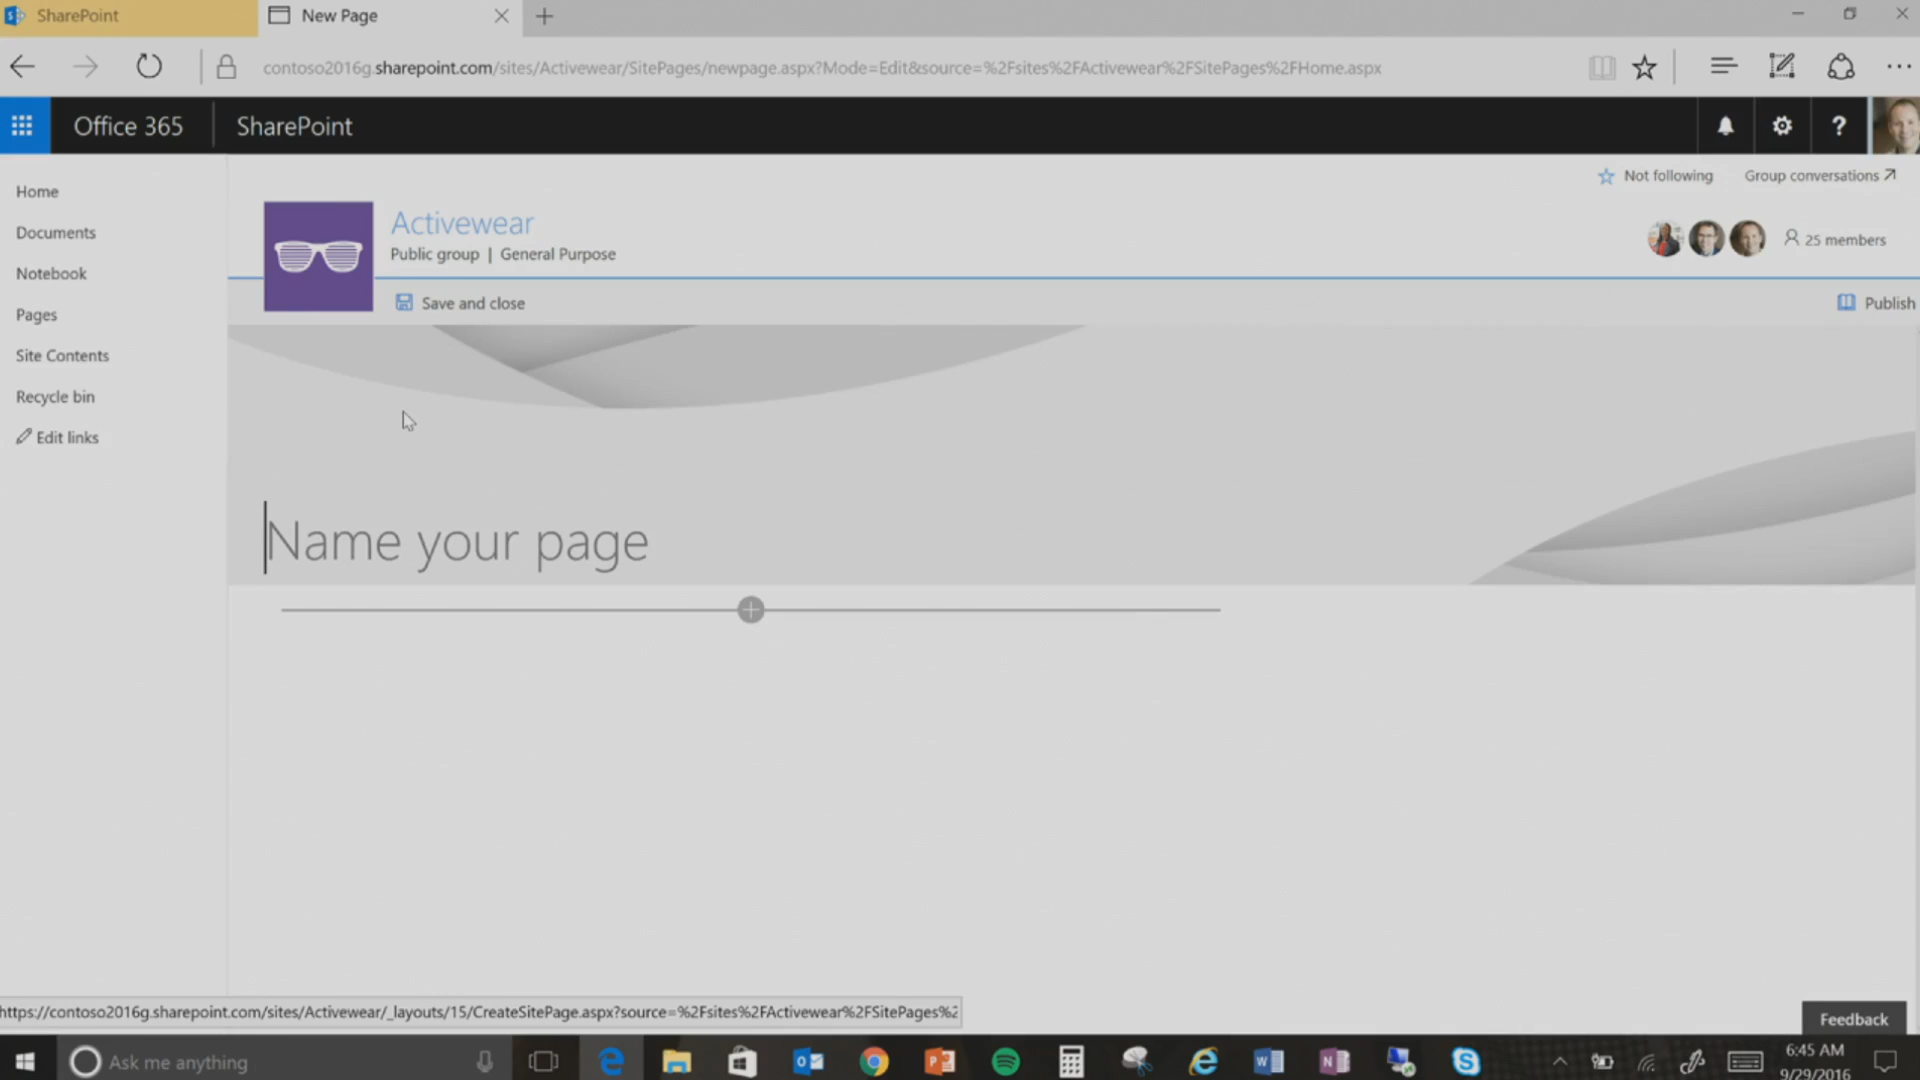 SharePoint
New Page
contoso2016g.sharepoint.com/sites/Activewear/SitePages/newpage.aspx?Mode=Edit&source=%2Fsites%2FActivewear%2FSitePages%2FHome.aspx
Office 365
SharePoint
?
Home
Documents
Notebook
Pages
Site Contents
Recycle bin
Edit links
Not following
Group conversations
Activewear
Public group | General Purpose
25 members
Save and close
Publish
Name your page
https://contoso2016g.sharepoint.com/sites/Activewear/_layouts/15/CreateSitePage.aspx?source=%2Fsites%2FActivewear%2FSitePages%2
Feedback
Ask me anything
6:45 AM
9/29/2016